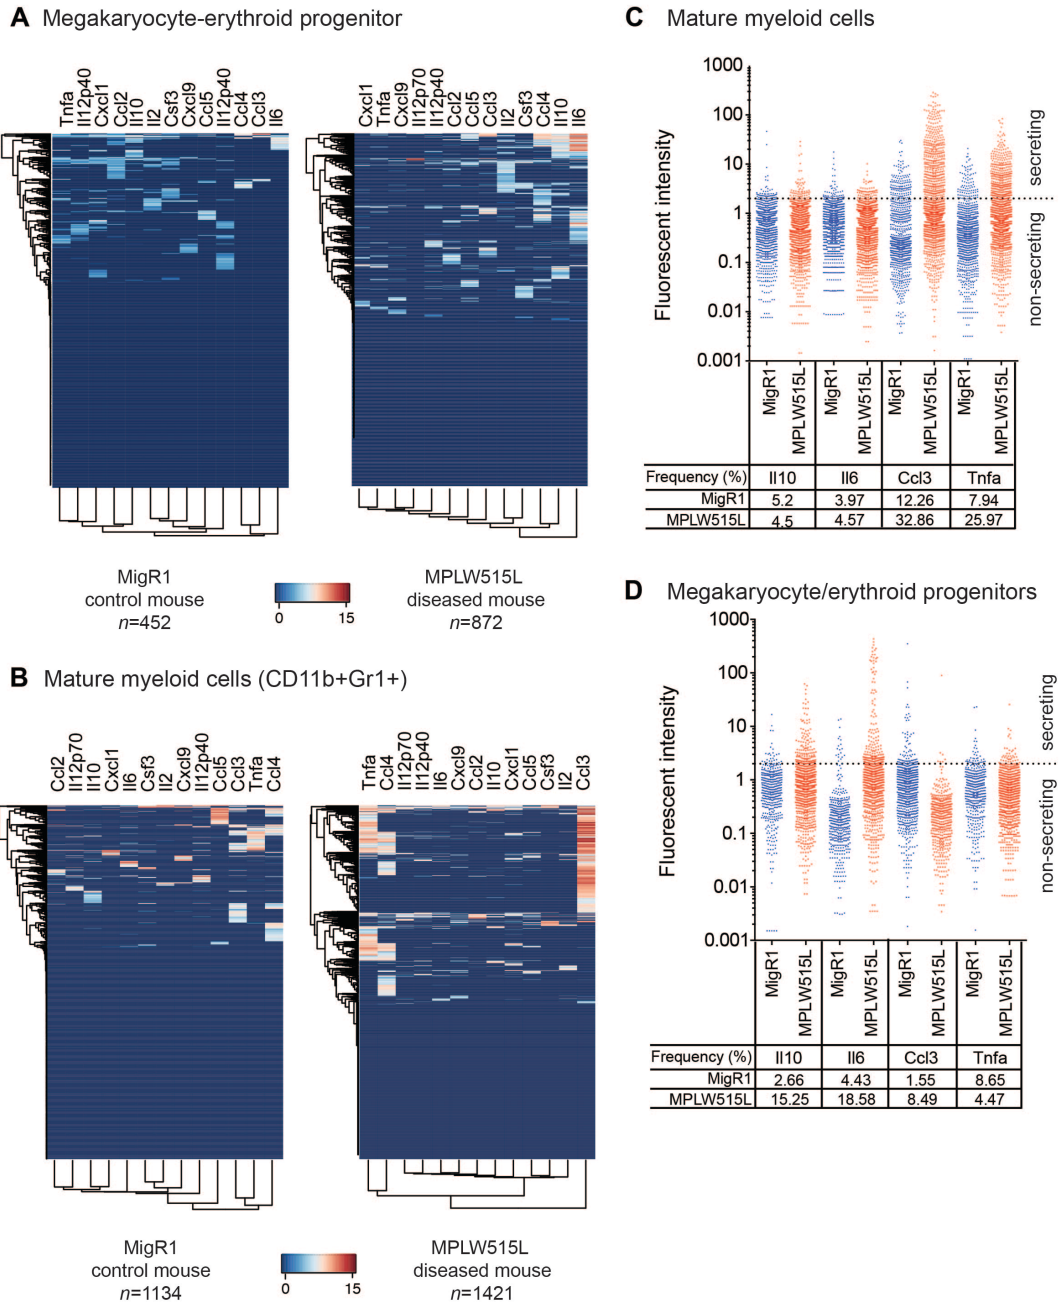 A Megakaryocyte-erythroid progenitor
Tnfa Il12p40 Cxcl1 Ccl2 Il10 Il2 Csf3 Cxcl9 Ccl5 Il12p40 Ccl4 Ccl3 Il6
Cxcl1 Tnfa Cxcl9 Il12p70 Il12p40 Ccl2 Ccl5 Ccl3 Il2 Csf3 Ccl4 Il10 Il6
MigR1
control mouse
n=452
0 15
MPLW515L
diseased mouse
n=872
B Mature myeloid cells (CD11b+Gr1+)
Ccl2 Il12p70 Il10 Cxcl1 Il6 Csf3 Il2 Cxcl9 Il12p40 Ccl5 Ccl3 Tnfa Ccl4
Tnfa Ccl4 Il12p70 Il12p40 Il6 Cxcl9 Ccl2 Il10 Cxcl1 Ccl5 Csf3 Il2 Ccl3
MigR1
control mouse
n=1134
0 15
MPLW515L
diseased mouse
n=1421
C Mature myeloid cells
Fluorescent intensity
1000
100
10
1
0.1
0.01
0.001
secreting
non-secreting
MigR1 MPLW515L MigR1 MPLW515L MigR1 MPLW515L MigR1 MPLW515L
Frequency (%) Il10 Il6 Ccl3 Tnfa
MigR1 5.2 3.97 12.26 7.94
MPLW515L 4.5 4.57 32.86 25.97
D Megakaryocyte/erythroid progenitors
Fluorescent intensity
1000
100
10
1
0.1
0.01
0.001
secreting
non-secreting
MigR1 MPLW515L MigR1 MPLW515L MigR1 MPLW515L MigR1 MPLW515L
Frequency (%) Il10 Il6 Ccl3 Tnfa
MigR1 2.66 4.43 1.55 8.65
MPLW515L 15.25 18.58 8.49 4.47